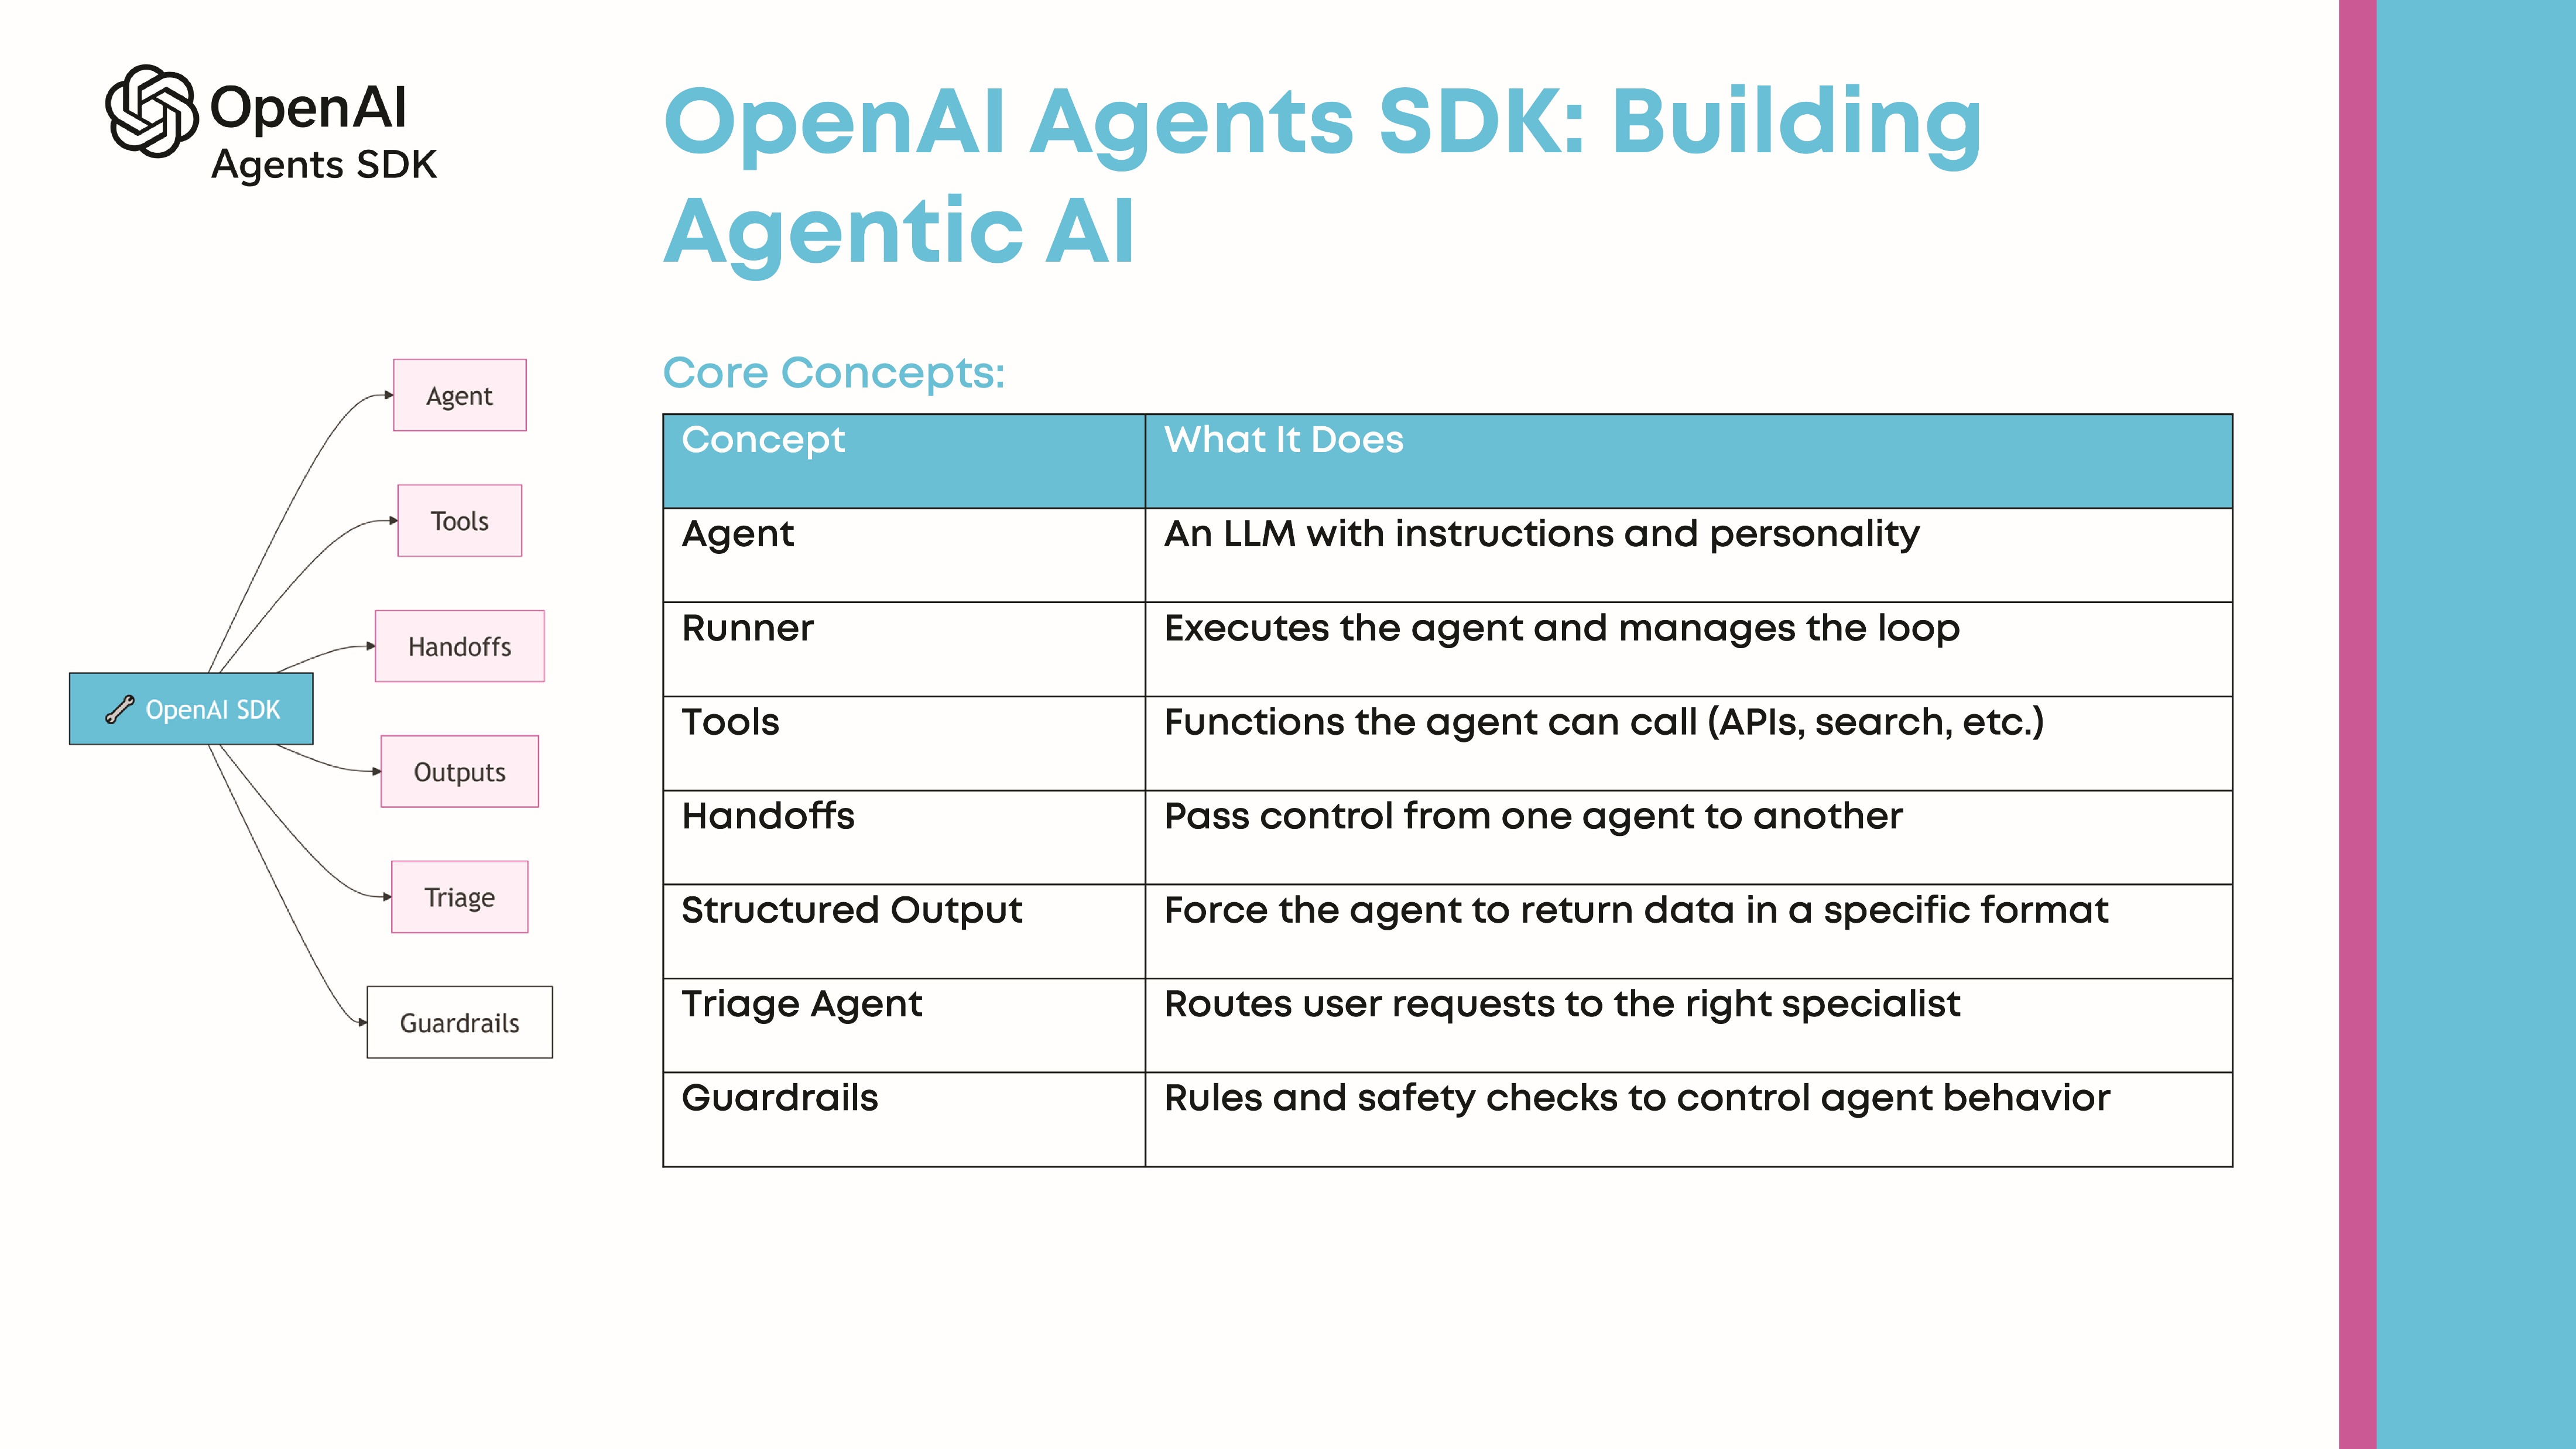 OpenAI
Agents SDK
OpenAI Agents SDK: Building
Agentic AI
Agent
Tools
Handoffs
OpenAI SDK
Outputs
Triage
Guardrails
Core Concepts:
Concept What It Does
Agent An LLM with instructions and personality
Runner Executes the agent and manages the loop
Tools Functions the agent can call (APIs, search, etc.)
Handoffs Pass control from one agent to another
Structured Output Force the agent to return data in a specific format
Triage Agent Routes user requests to the right specialist
Guardrails Rules and safety checks to control agent behavior